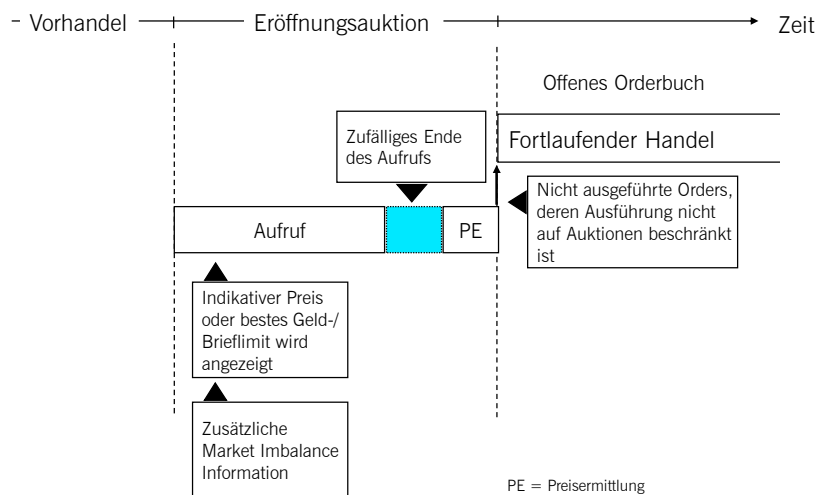 Vorhandel Eröffnungsauktion Zeit
Offenes Orderbuch
Zufälliges Ende
des Aufrufs
Fortlaufender Handel
Nicht ausgeführte Orders,
deren Ausführung nicht
auf Auktionen beschränkt
ist
Aufruf PE
Indikativer Preis
oder bestes Geld-/
Brieflimit wird
angezeigt
Zusätzliche
Market Imbalance
Information
PE = Preisermittlung